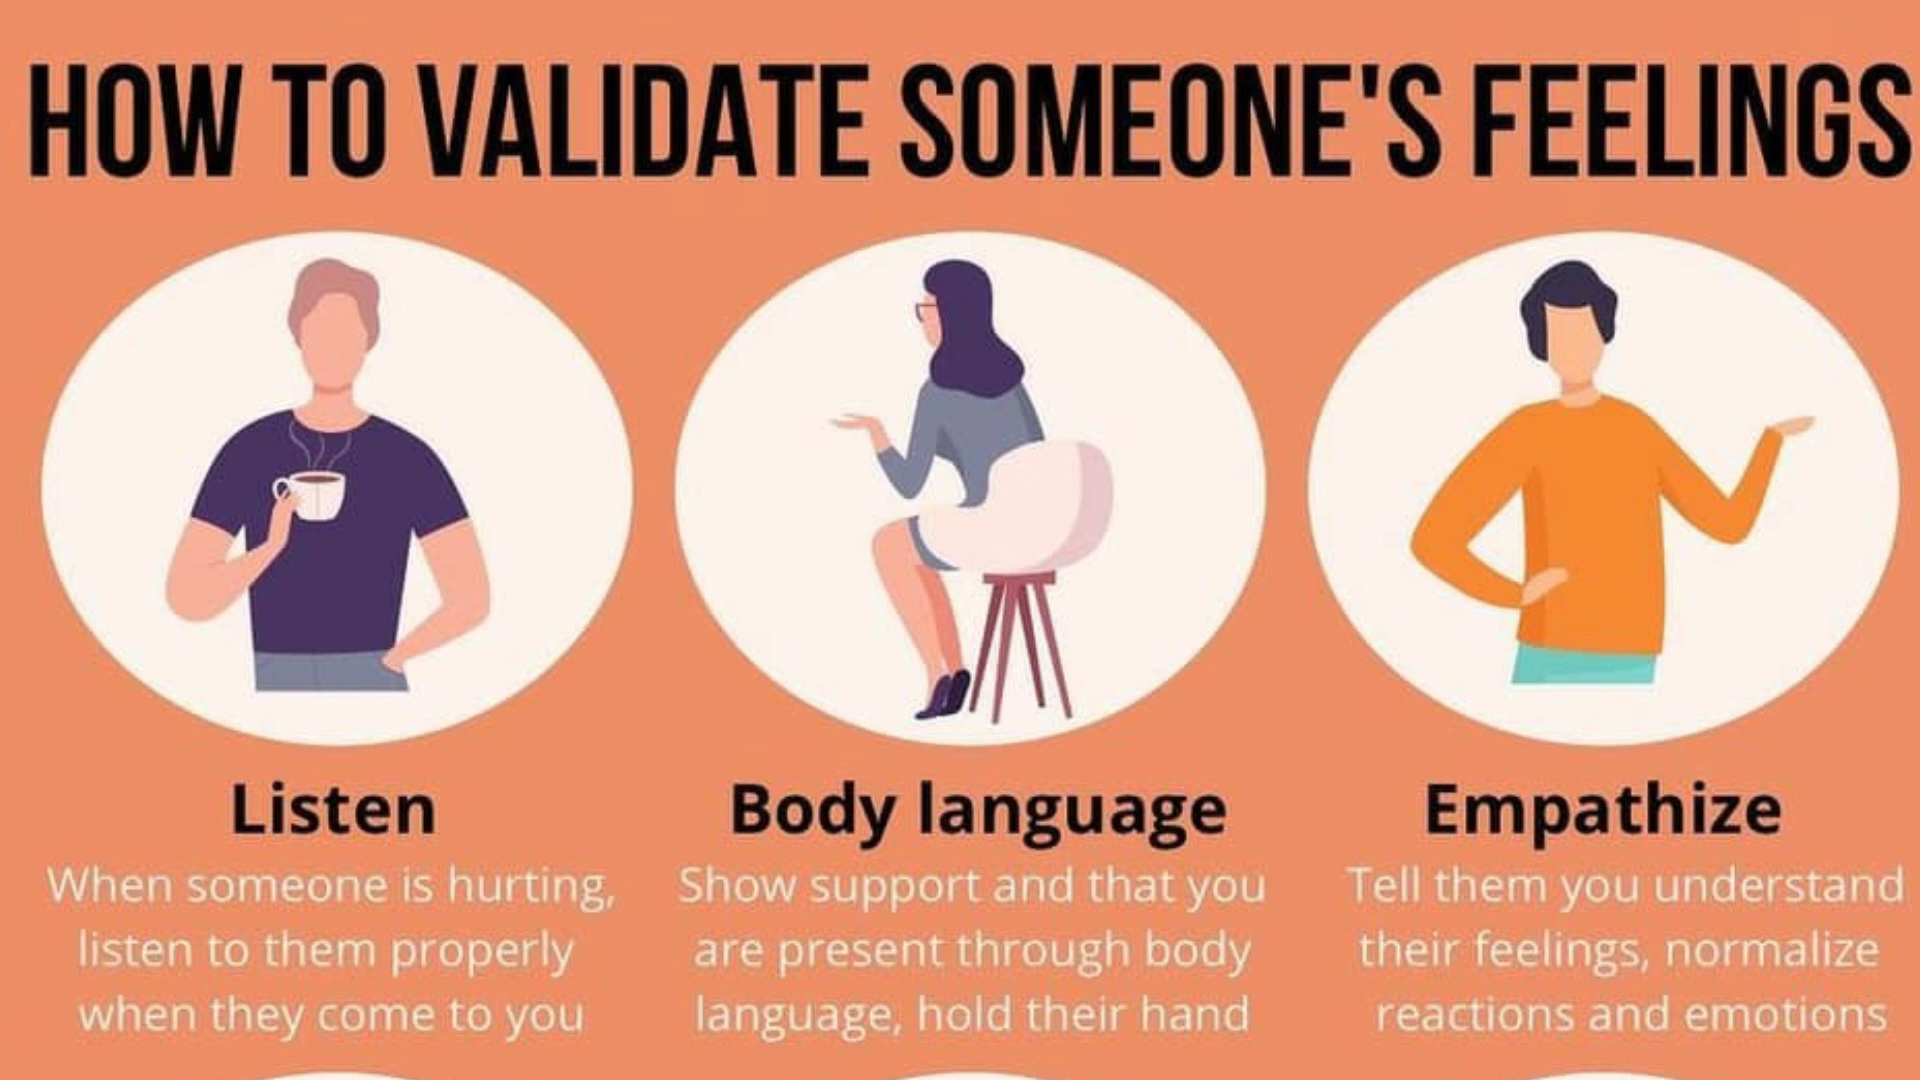 HOW TO VALIDATE SOMEONE'S FEELINGS
Listen
When someone is hurting,
listen to them properly
when they come to you
Body language
Show support and that you
are present through body
language, hold their hand
Empathize
Tell them you understand
their feelings, normalize
reactions and emotions